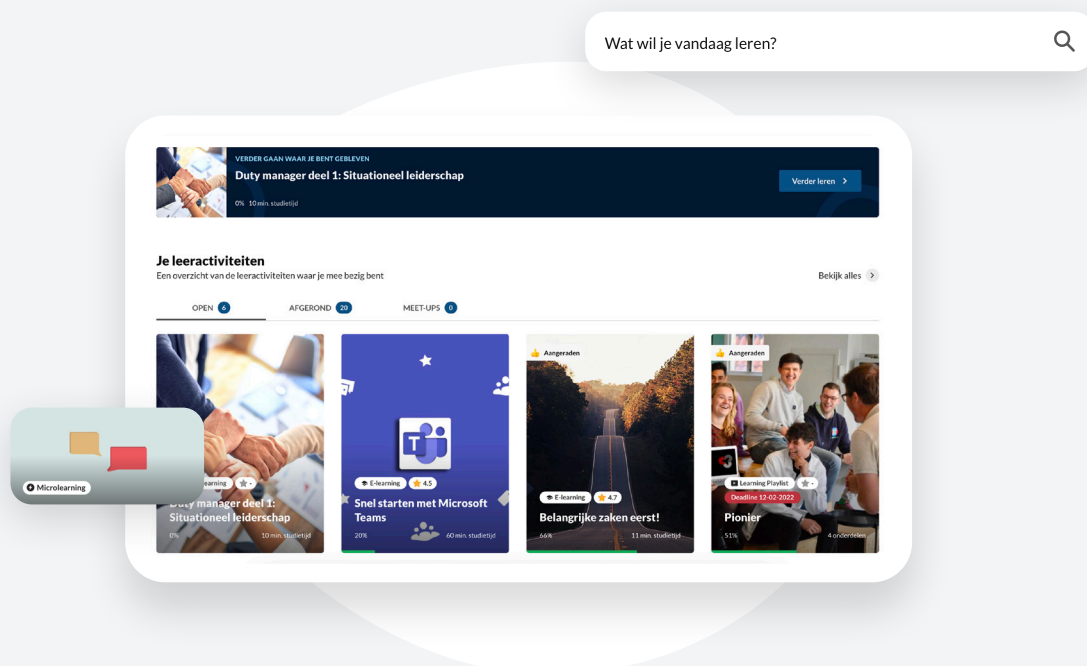 Wat wil je vandaag leren?
VERDER GAAN WAAR JE BENT GEBLEVEN
Duty manager deel 1: Situationeel leiderschap
0% 10 min. studietijd
Verder leren
Je leeractiviteiten
Een overzicht van de leeractiviteiten waar je mee bezig bent
Bekijk alles
OPEN 6
AFGEROND 20
MEET-UPS 0
Microlearning
earning -
Duty manager deel 1:
Situationeel leiderschap
0% 10 min. studietijd
T
E-learning 4.5
Snel starten met Microsoft
Teams
20% 60 min. studietijd
Aangeraden
E-learning 4.7
Belangrijke zaken eerst!
66% 11 min. studietijd
Aangeraden
Learning Playlist -
Deadline 12-02-2022
Pionier
51% 4 onderdelen